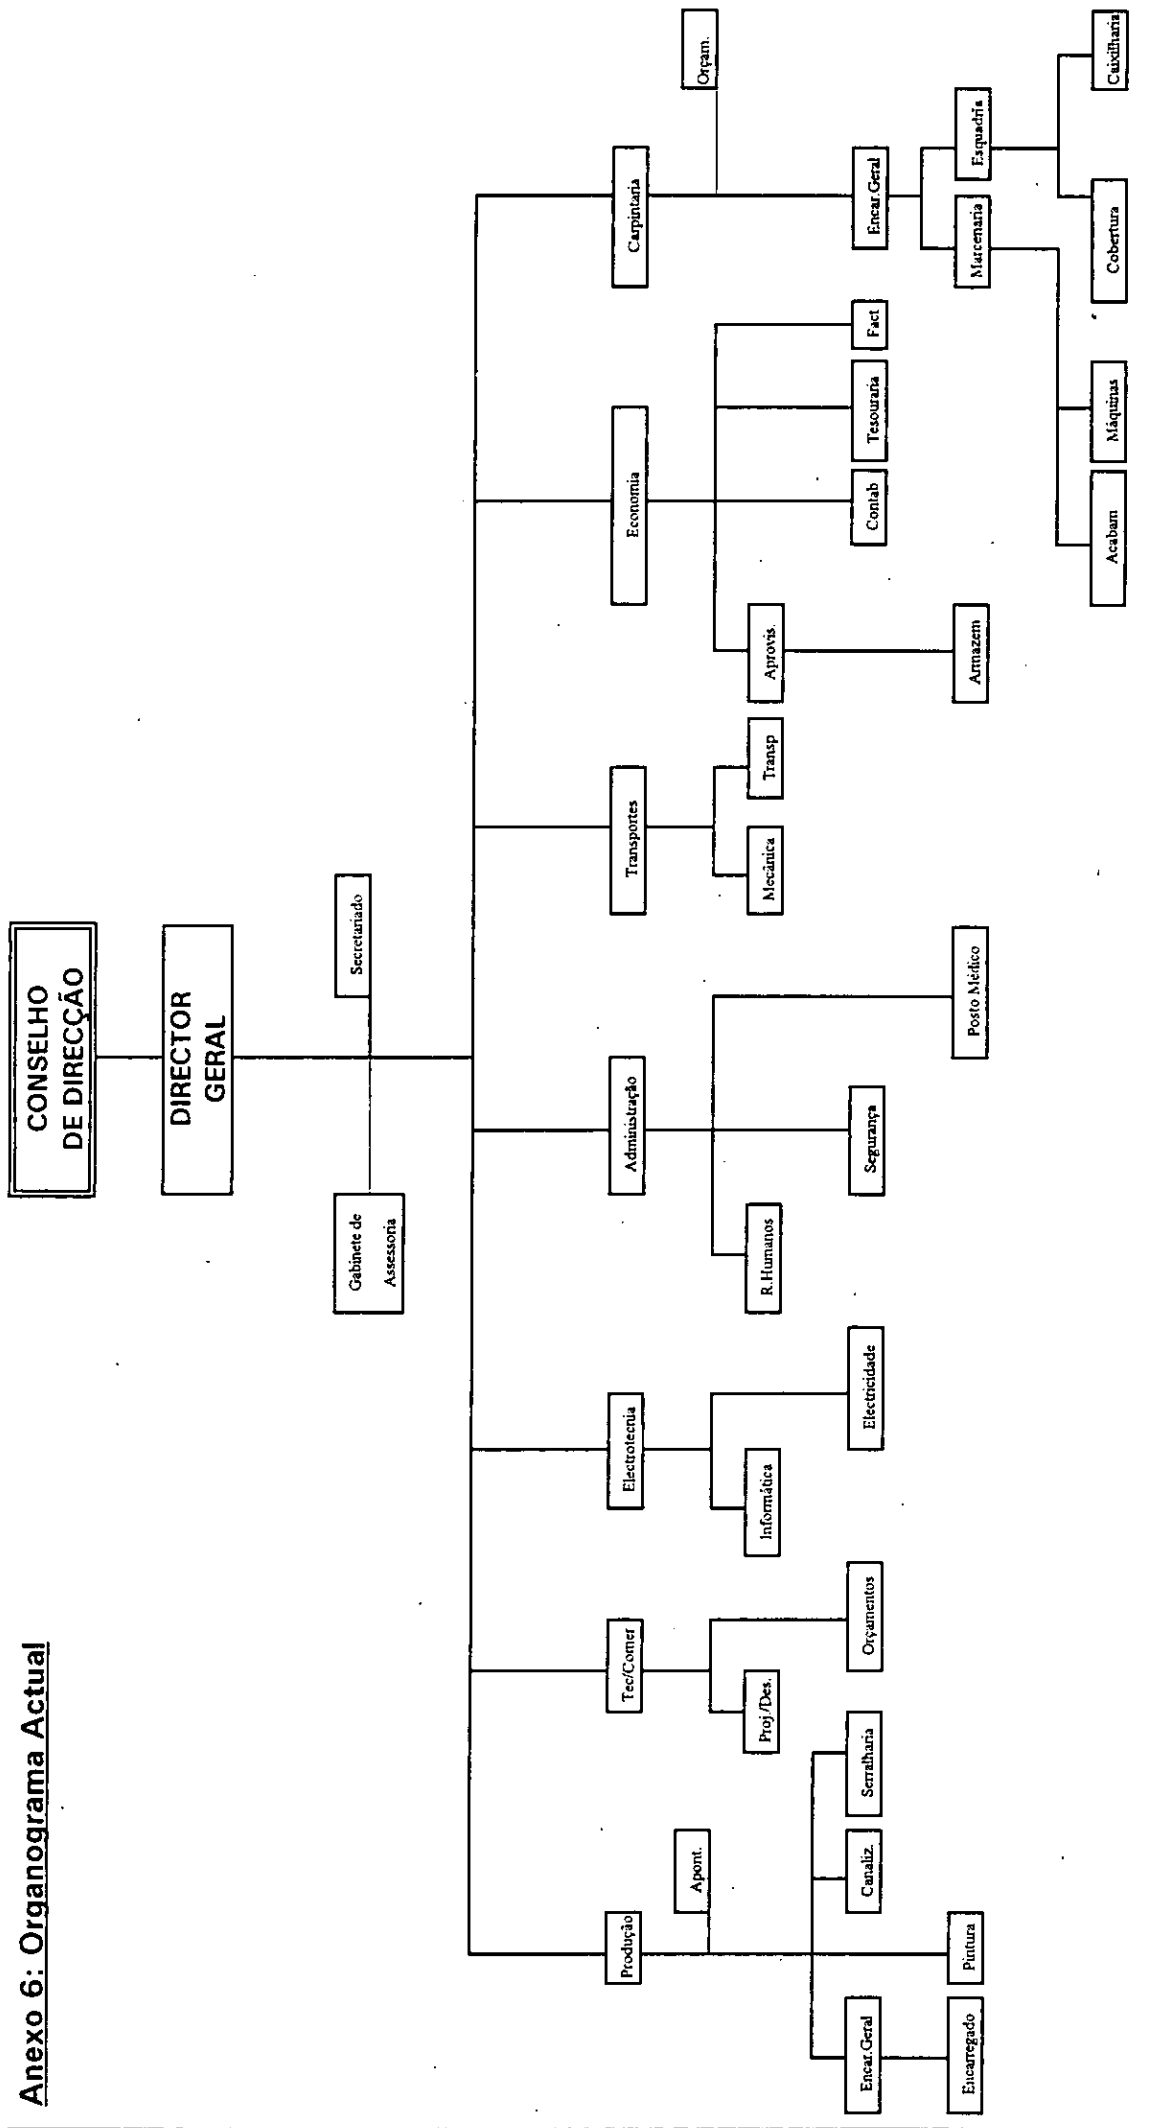 Anexo 6: Organograma Actual
CONSELHO
DE DIRECÇÃO
DIRECTOR
GERAL
Gabinete de
Assessoria
Secretariado
Produção
Tec/Comer
Electrotecnia
Administração
Transportes
Economia
Carpintaria
Apont.
Orçam.
Proj./Des.
Informática
R.Humanos
Mecânica
Transp
Aprovis.
Encar.Geral
Canaliz.
Serralharia
Orçamentos
Electricidade
Segurança
Contab
Tesouraria
Fact
Encar.Geral
Encarregado
Pintura
Posto Médico
Armazem
Marcenaria
Esquadria
Acabam
Máquinas
Cobertura
Caixilharia